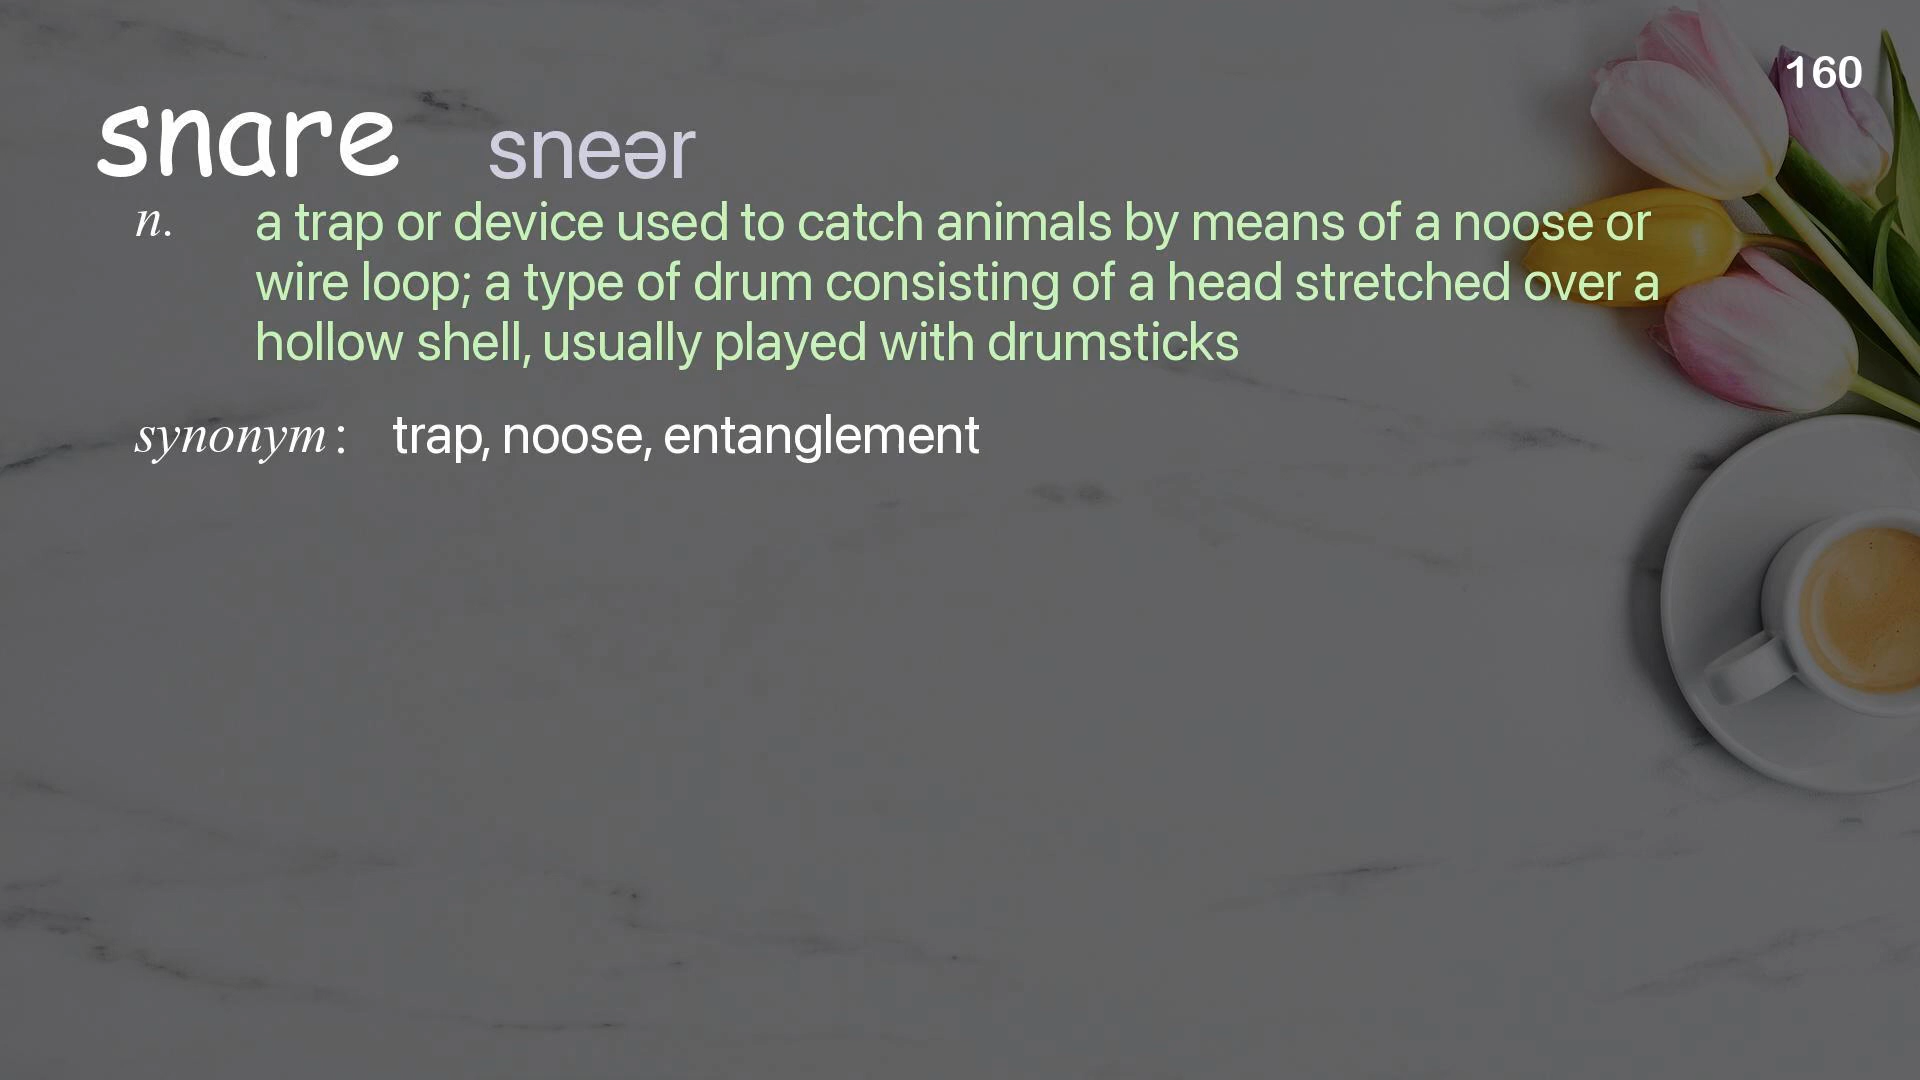 160
snare sneər
n. a trap or device used to catch animals by means of a noose or
wire loop; a type of drum consisting of a head stretched over a
hollow shell, usually played with drumsticks
synonym: trap, noose, entanglement